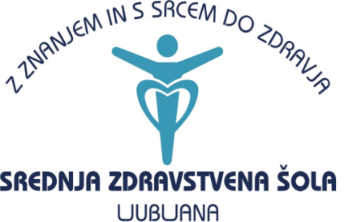 Z ZNANJEM IN S SRCEM DO ZDRAVJA
SREDNJA ZDRAVSTVENA ŠOLA
LJUBLJANA